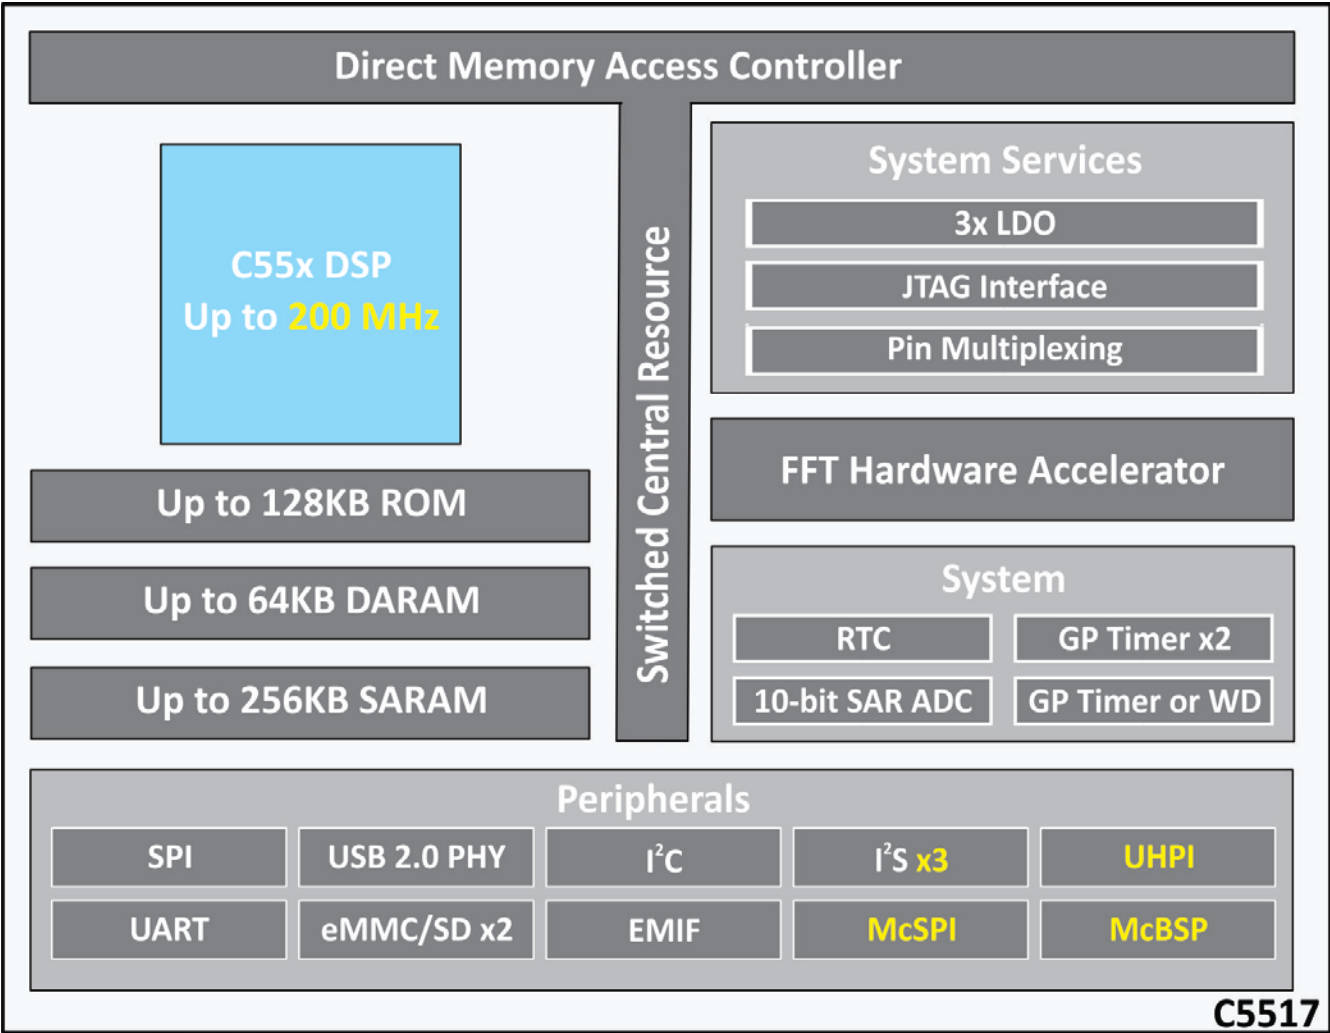 Direct Memory Access Controller
C55x DSP
Up to 200 MHz
Up to 128KB ROM
Up to 64KB DARAM
Up to 256KB SARAM
Switched Central Resource
System Services
3x LDO
JTAG Interface
Pin Multiplexing
FFT Hardware Accelerator
System
RTC
GP Timer x2
10-bit SAR ADC
GP Timer or WD
Peripherals
SPI
USB 2.0 PHY
I²C
I²S x3
UHPI
UART
eMMC/SD x2
EMIF
McSPI
McBSP
C5517